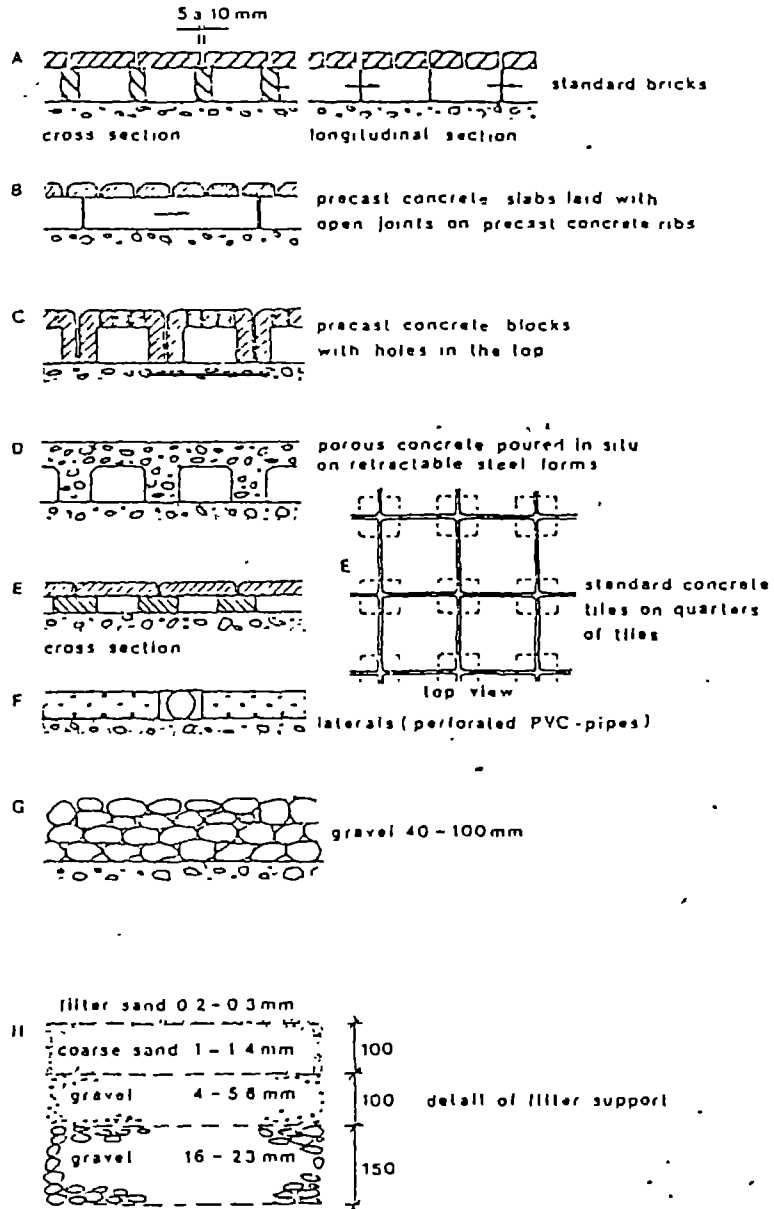 5 a 10 mm
A
standard bricks
cross section
longitudinal section
B
precast concrete slabs laid with
open joints on precast concrete ribs
C
precast concrete blocks
with holes in the top
D
porous concrete poured in situ
on retractable steel forms
E
cross section
E
standard concrete
tiles on quarters
of tiles
top view
F
laterals (perforated PVC-pipes)
G
gravel 40-100mm
filter sand 0.2-0.3mm
H
coarse sand 1-1.4mm
100
gravel 4-5.6 mm
100
detail of filter support
gravel 16-23 mm
150